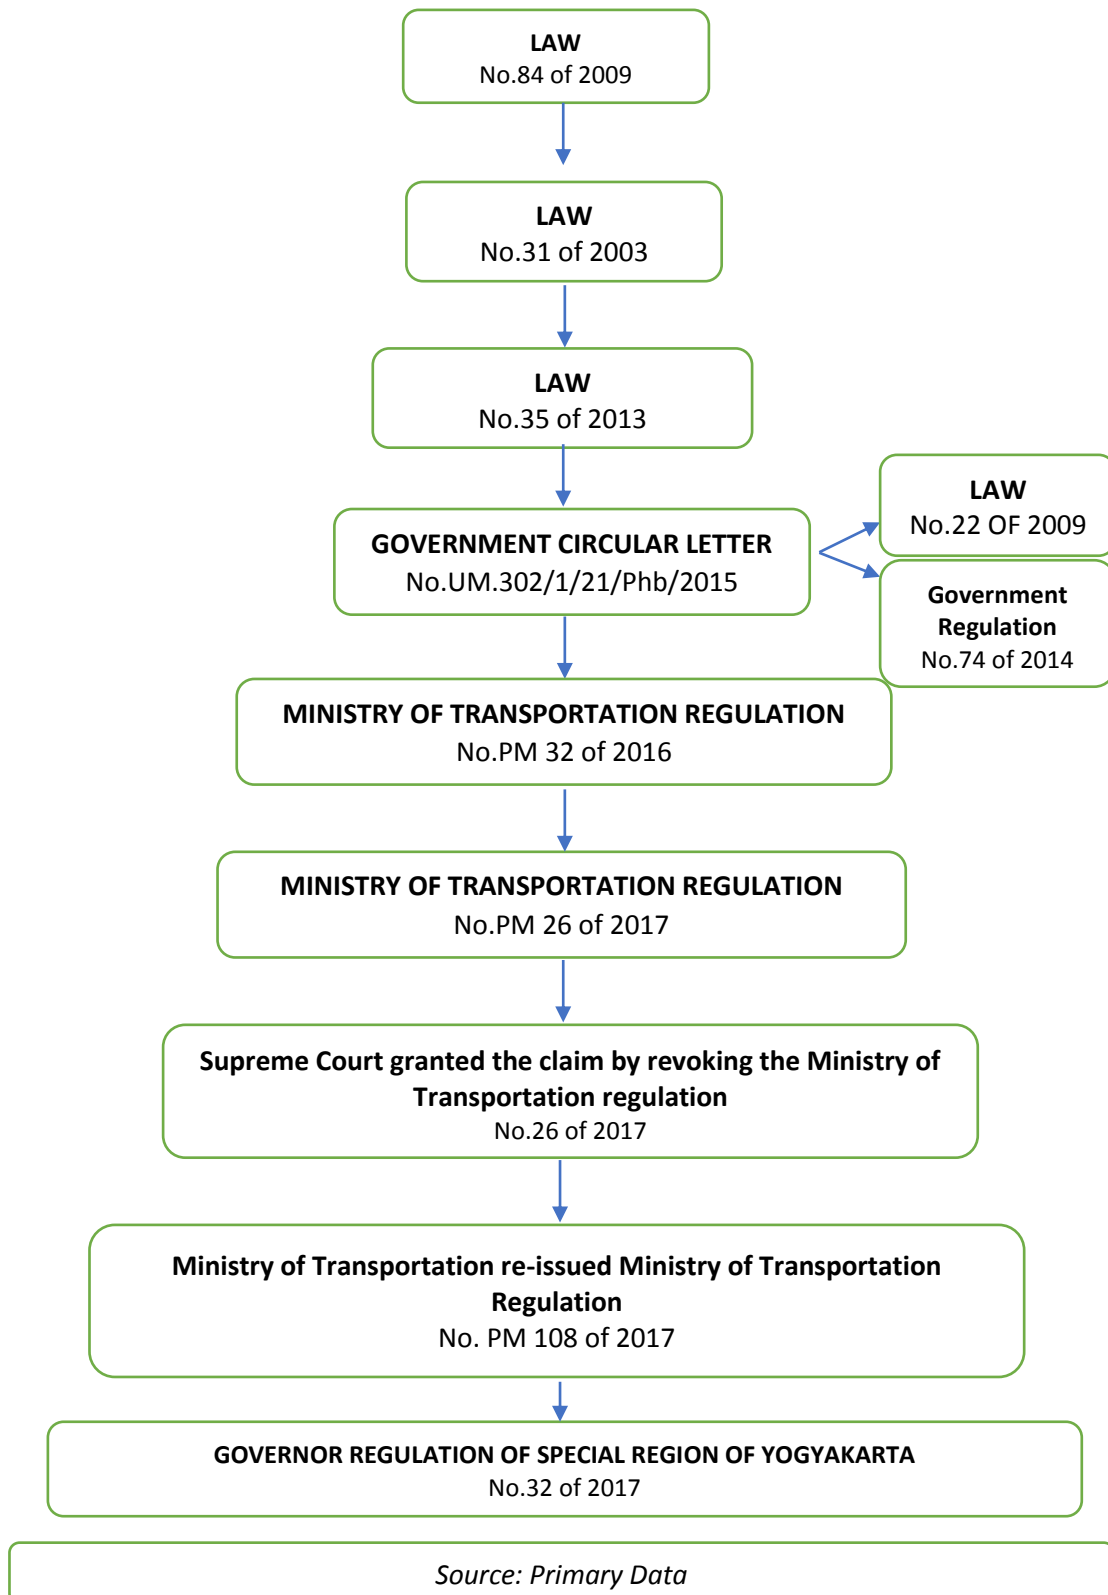 LAW
No.84 of 2009
LAW
No.31 of 2003
LAW
No.35 of 2013
GOVERNMENT CIRCULAR LETTER
No.UM.302/1/21/Phb/2015
LAW
No.22 OF 2009
Government
Regulation
No.74 of 2014
MINISTRY OF TRANSPORTATION REGULATION
No.PM 32 of 2016
MINISTRY OF TRANSPORTATION REGULATION
No.PM 26 of 2017
Supreme Court granted the claim by revoking the Ministry of
Transportation regulation
No.26 of 2017
Ministry of Transportation re-issued Ministry of Transportation
Regulation
No. PM 108 of 2017
GOVERNOR REGULATION OF SPECIAL REGION OF YOGYAKARTA
No.32 of 2017
Source: Primary Data